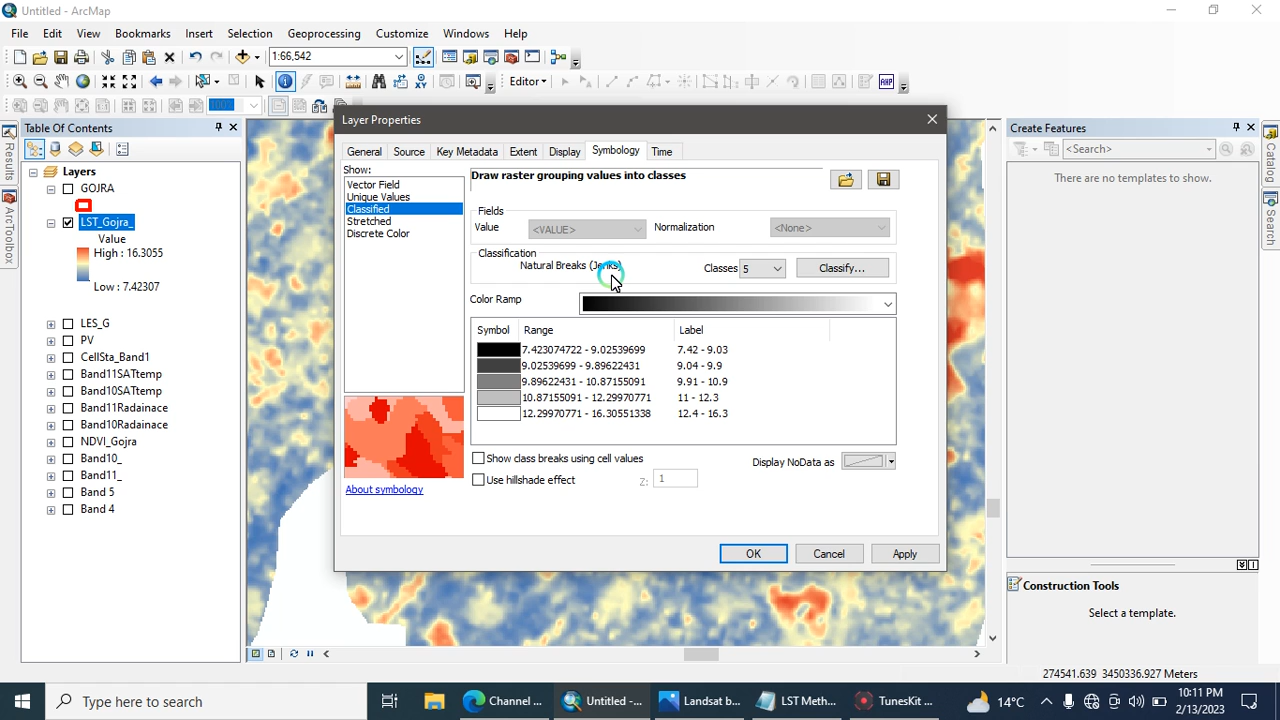 Untitled - ArcMap
File Edit View Bookmarks Insert Selection Geoprocessing Customize Windows Help
1:66,542
Editor
Table Of Contents
Layers
GOJRA
LST_Gojra_
Value
High : 16.3055
Low : 7.42307
LES_G
PV
CellSta_Band1
Band11SATtemp
Band10SATtemp
Band11Radainace
Band10Radainace
NDVI_Gojra
Band10_
Band11_
Band 5
Band 4
Results
ArcToolbox
Layer Properties
General Source Key Metadata Extent Display Symbology Time
Show:
Vector Field
Unique Values
Classified
Stretched
Discrete Color
About symbology
Draw raster grouping values into classes
Fields
Value <VALUE> Normalization <None>
Classification
Natural Breaks (Jenks) Classes 5 Classify...
Color Ramp
Symbol Range Label
7.423074722 - 9.02539699 7.42 - 9.03
9.02539699 - 9.89622431 9.04 - 9.9
9.89622431 - 10.87155091 9.91 - 10.9
10.87155091 - 12.29970771 11 - 12.3
12.29970771 - 16.30551338 12.4 - 16.3
Show class breaks using cell values Display NoData as
Use hillshade effect Z: 1
OK Cancel Apply
Create Features
<Search>
There are no templates to show.
Construction Tools
Select a template.
Catalog
Search
274541.639 3450336.927 Meters
Type here to search
Channel ...
Untitled -...
Landsat b...
LST Meth...
TunesKit ...
14°C
10:11 PM
2/13/2023